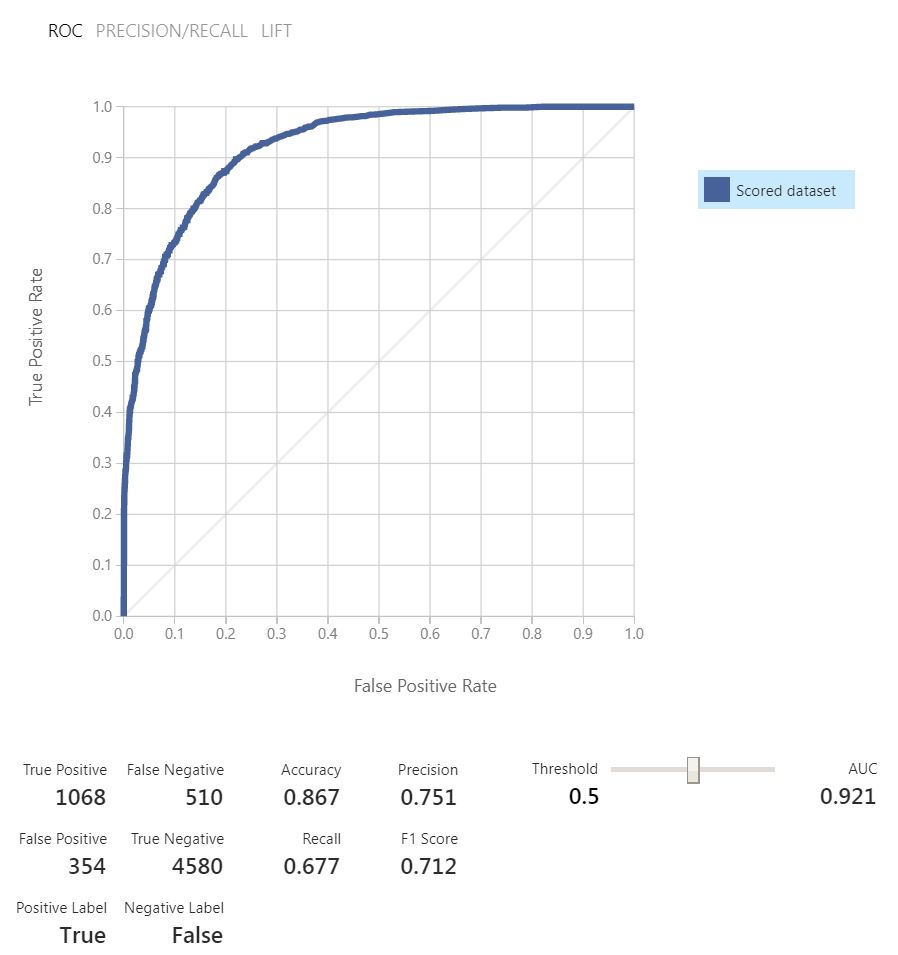 ROC PRECISION/RECALL LIFT
1.0
0.9
0.8
0.7
0.6
0.5
0.4
0.3
0.2
0.1
0.0
True Positive Rate
0.0 0.1 0.2 0.3 0.4 0.5 0.6 0.7 0.8 0.9 1.0
False Positive Rate
Scored dataset
True Positive False Negative Accuracy Precision Threshold AUC
1068 510 0.867 0.751 0.5 0.921
False Positive True Negative Recall F1 Score
354 4580 0.677 0.712
Positive Label Negative Label
True False